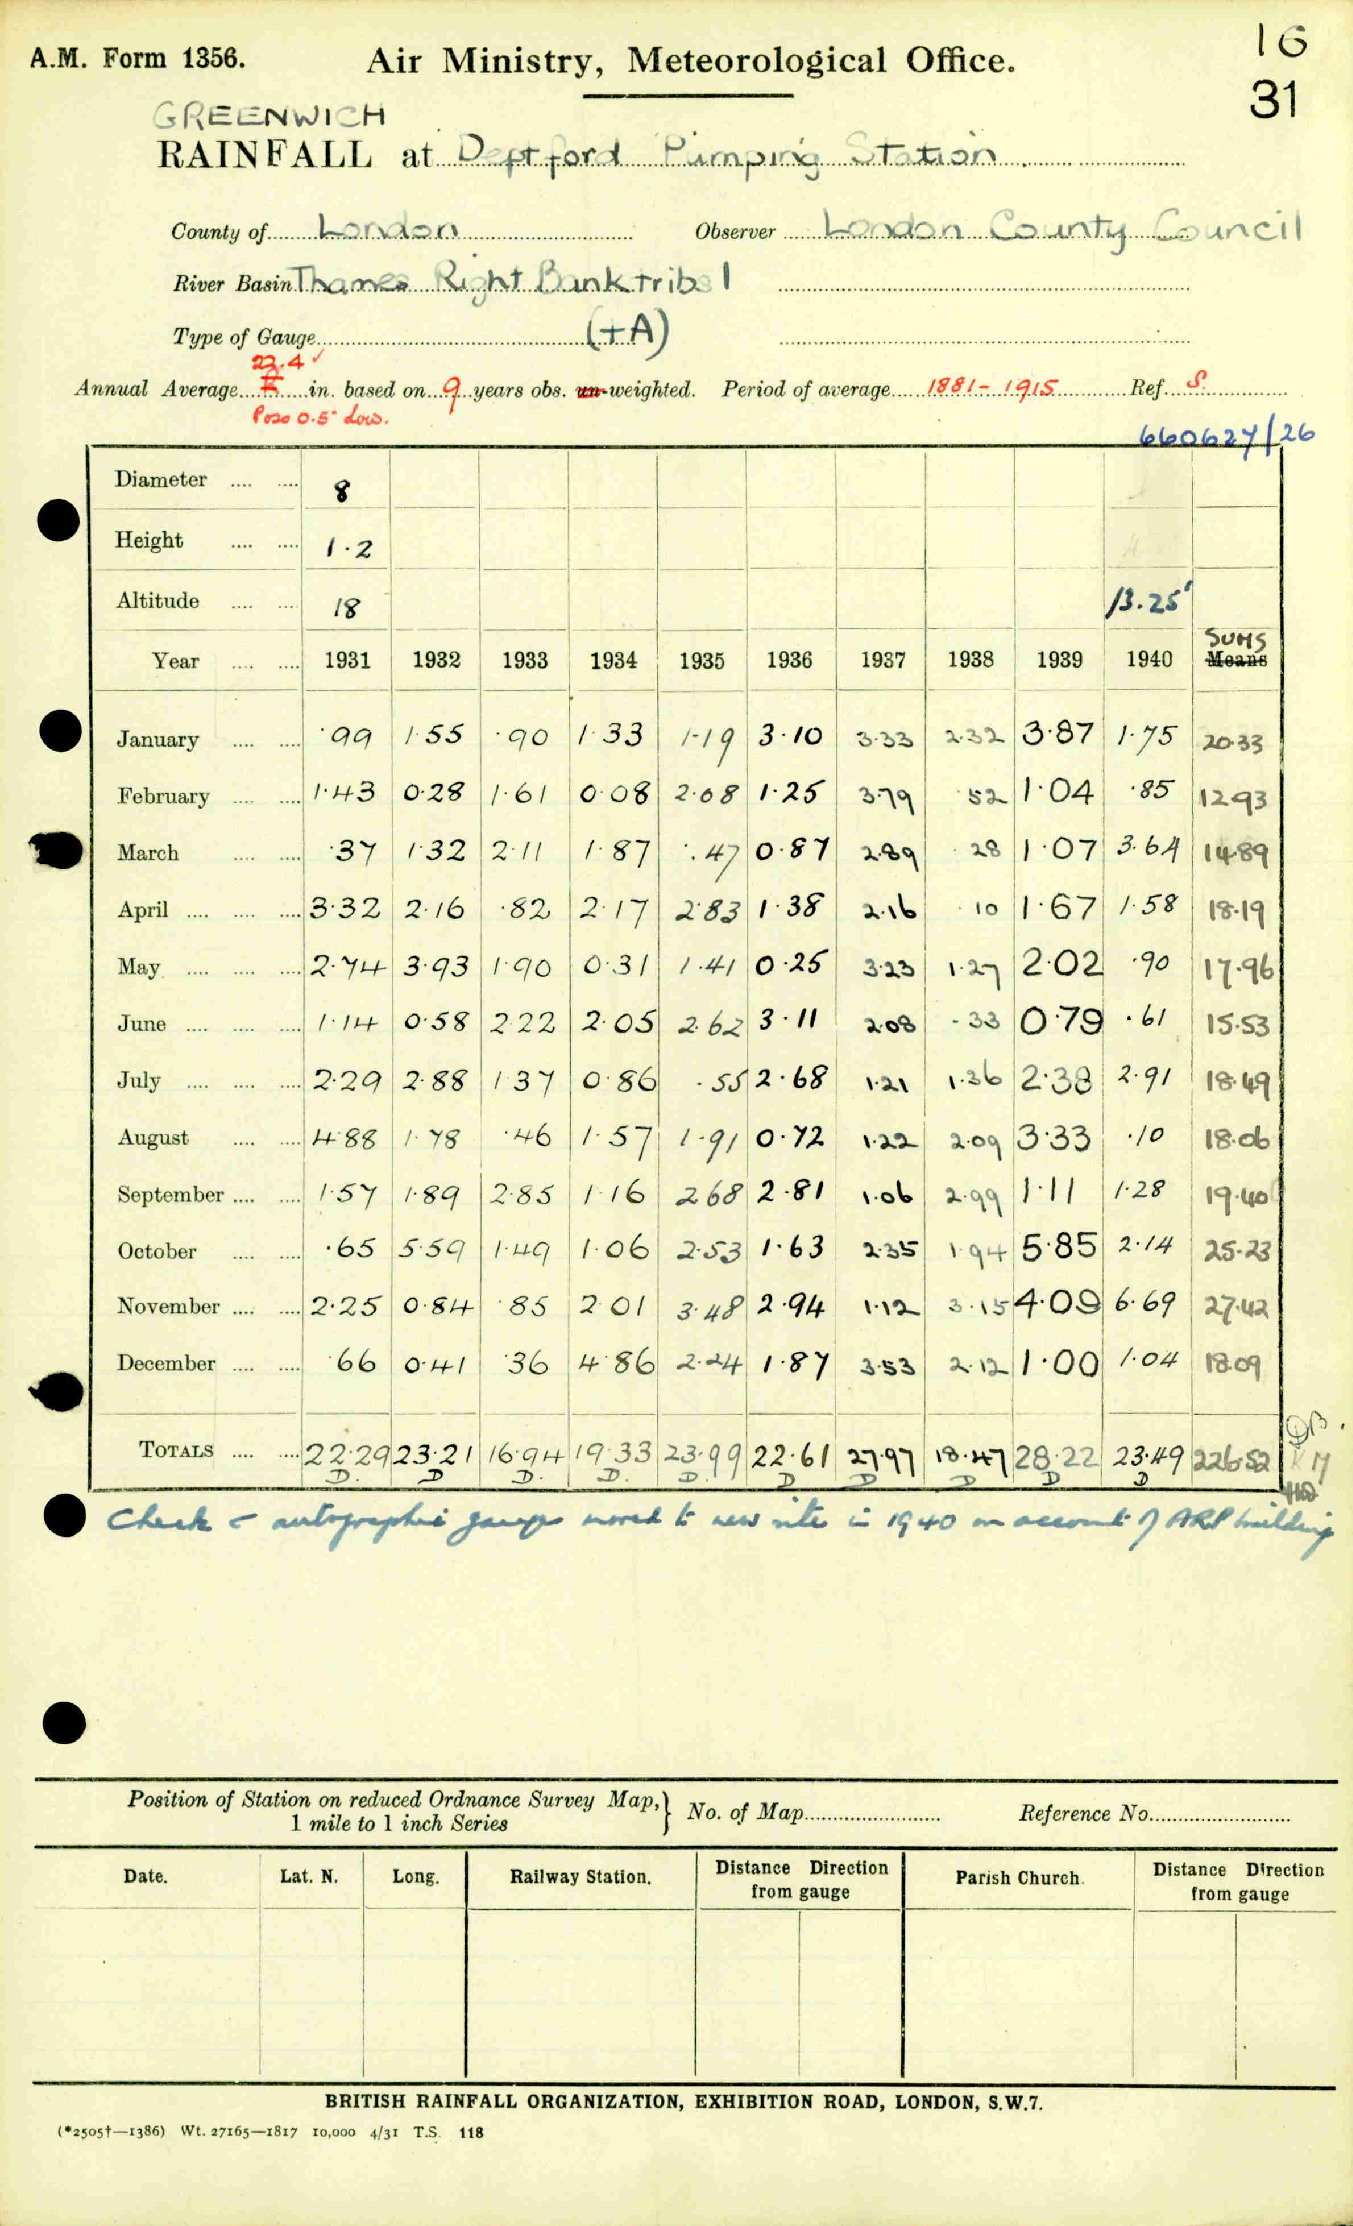 A.M. Form 1356.
Air Ministry, Meteorological Office.
16
31
GREENWICH
RAINFALL at Deptford Pumping Station
County of London Observer London County Council
River Basin Thames Right Bank tribs 1
Type of Gauge (+A)
22.4 ✓
Annual Average in. based on 9 years obs. un-weighted. Period of average 1881-1915 Ref. S.
Poss 0.5" Low.
660627/26
Diameter 8
Height 1.2
Altitude 18 13.25'
SUMS
Year 1931 1932 1933 1934 1935 1936 1937 1938 1939 1940 Means
January .99 1.55 .90 1.33 1.19 3.10 3.33 2.32 3.87 1.75 20.33
February 1.43 0.28 1.61 0.08 2.08 1.25 3.79 .52 1.04 .85 12.93
March .37 1.32 2.11 1.87 .47 0.87 2.89 .28 1.07 3.64 14.89
April 3.32 2.16 .82 2.17 2.83 1.38 2.16 .10 1.67 1.58 18.19
May 2.74 3.93 1.90 0.31 1.41 0.25 3.23 1.27 2.02 .90 17.96
June 1.14 0.58 2.22 2.05 2.62 3.11 2.08 .33 0.79 .61 15.53
July 2.29 2.88 1.37 0.86 .55 2.68 1.21 1.36 2.38 2.91 18.49
August 4.88 1.78 .46 1.57 1.91 0.72 1.22 2.09 3.33 .10 18.06
September 1.57 1.89 2.85 1.16 2.68 2.81 1.06 2.99 1.11 1.28 19.40
October .65 5.59 1.49 1.06 2.53 1.63 2.35 1.94 5.85 2.14 25.23
November 2.25 0.84 .85 2.01 3.48 2.94 1.12 3.15 4.09 6.69 27.42
December .66 0.41 .36 4.86 2.24 1.87 3.53 2.12 1.00 1.04 18.09
TOTALS 22.29 23.21 16.94 19.33 23.99 22.61 27.97 18.47 28.22 23.49 226.52
D. D D. D. D. D D D D D
Check & autographic gauges moved to new site in 1940 on account of ARP building
Position of Station on reduced Ordnance Survey Map,
1 mile to 1 inch Series
No. of Map Reference No.
Date. Lat. N. Long. Railway Station. Distance Direction from gauge Parish Church. Distance Direction from gauge
BRITISH RAINFALL ORGANIZATION, EXHIBITION ROAD, LONDON, S.W.7.
(*2505†—1386) Wt. 27165—1817 10,000 4/31 T.S. 118